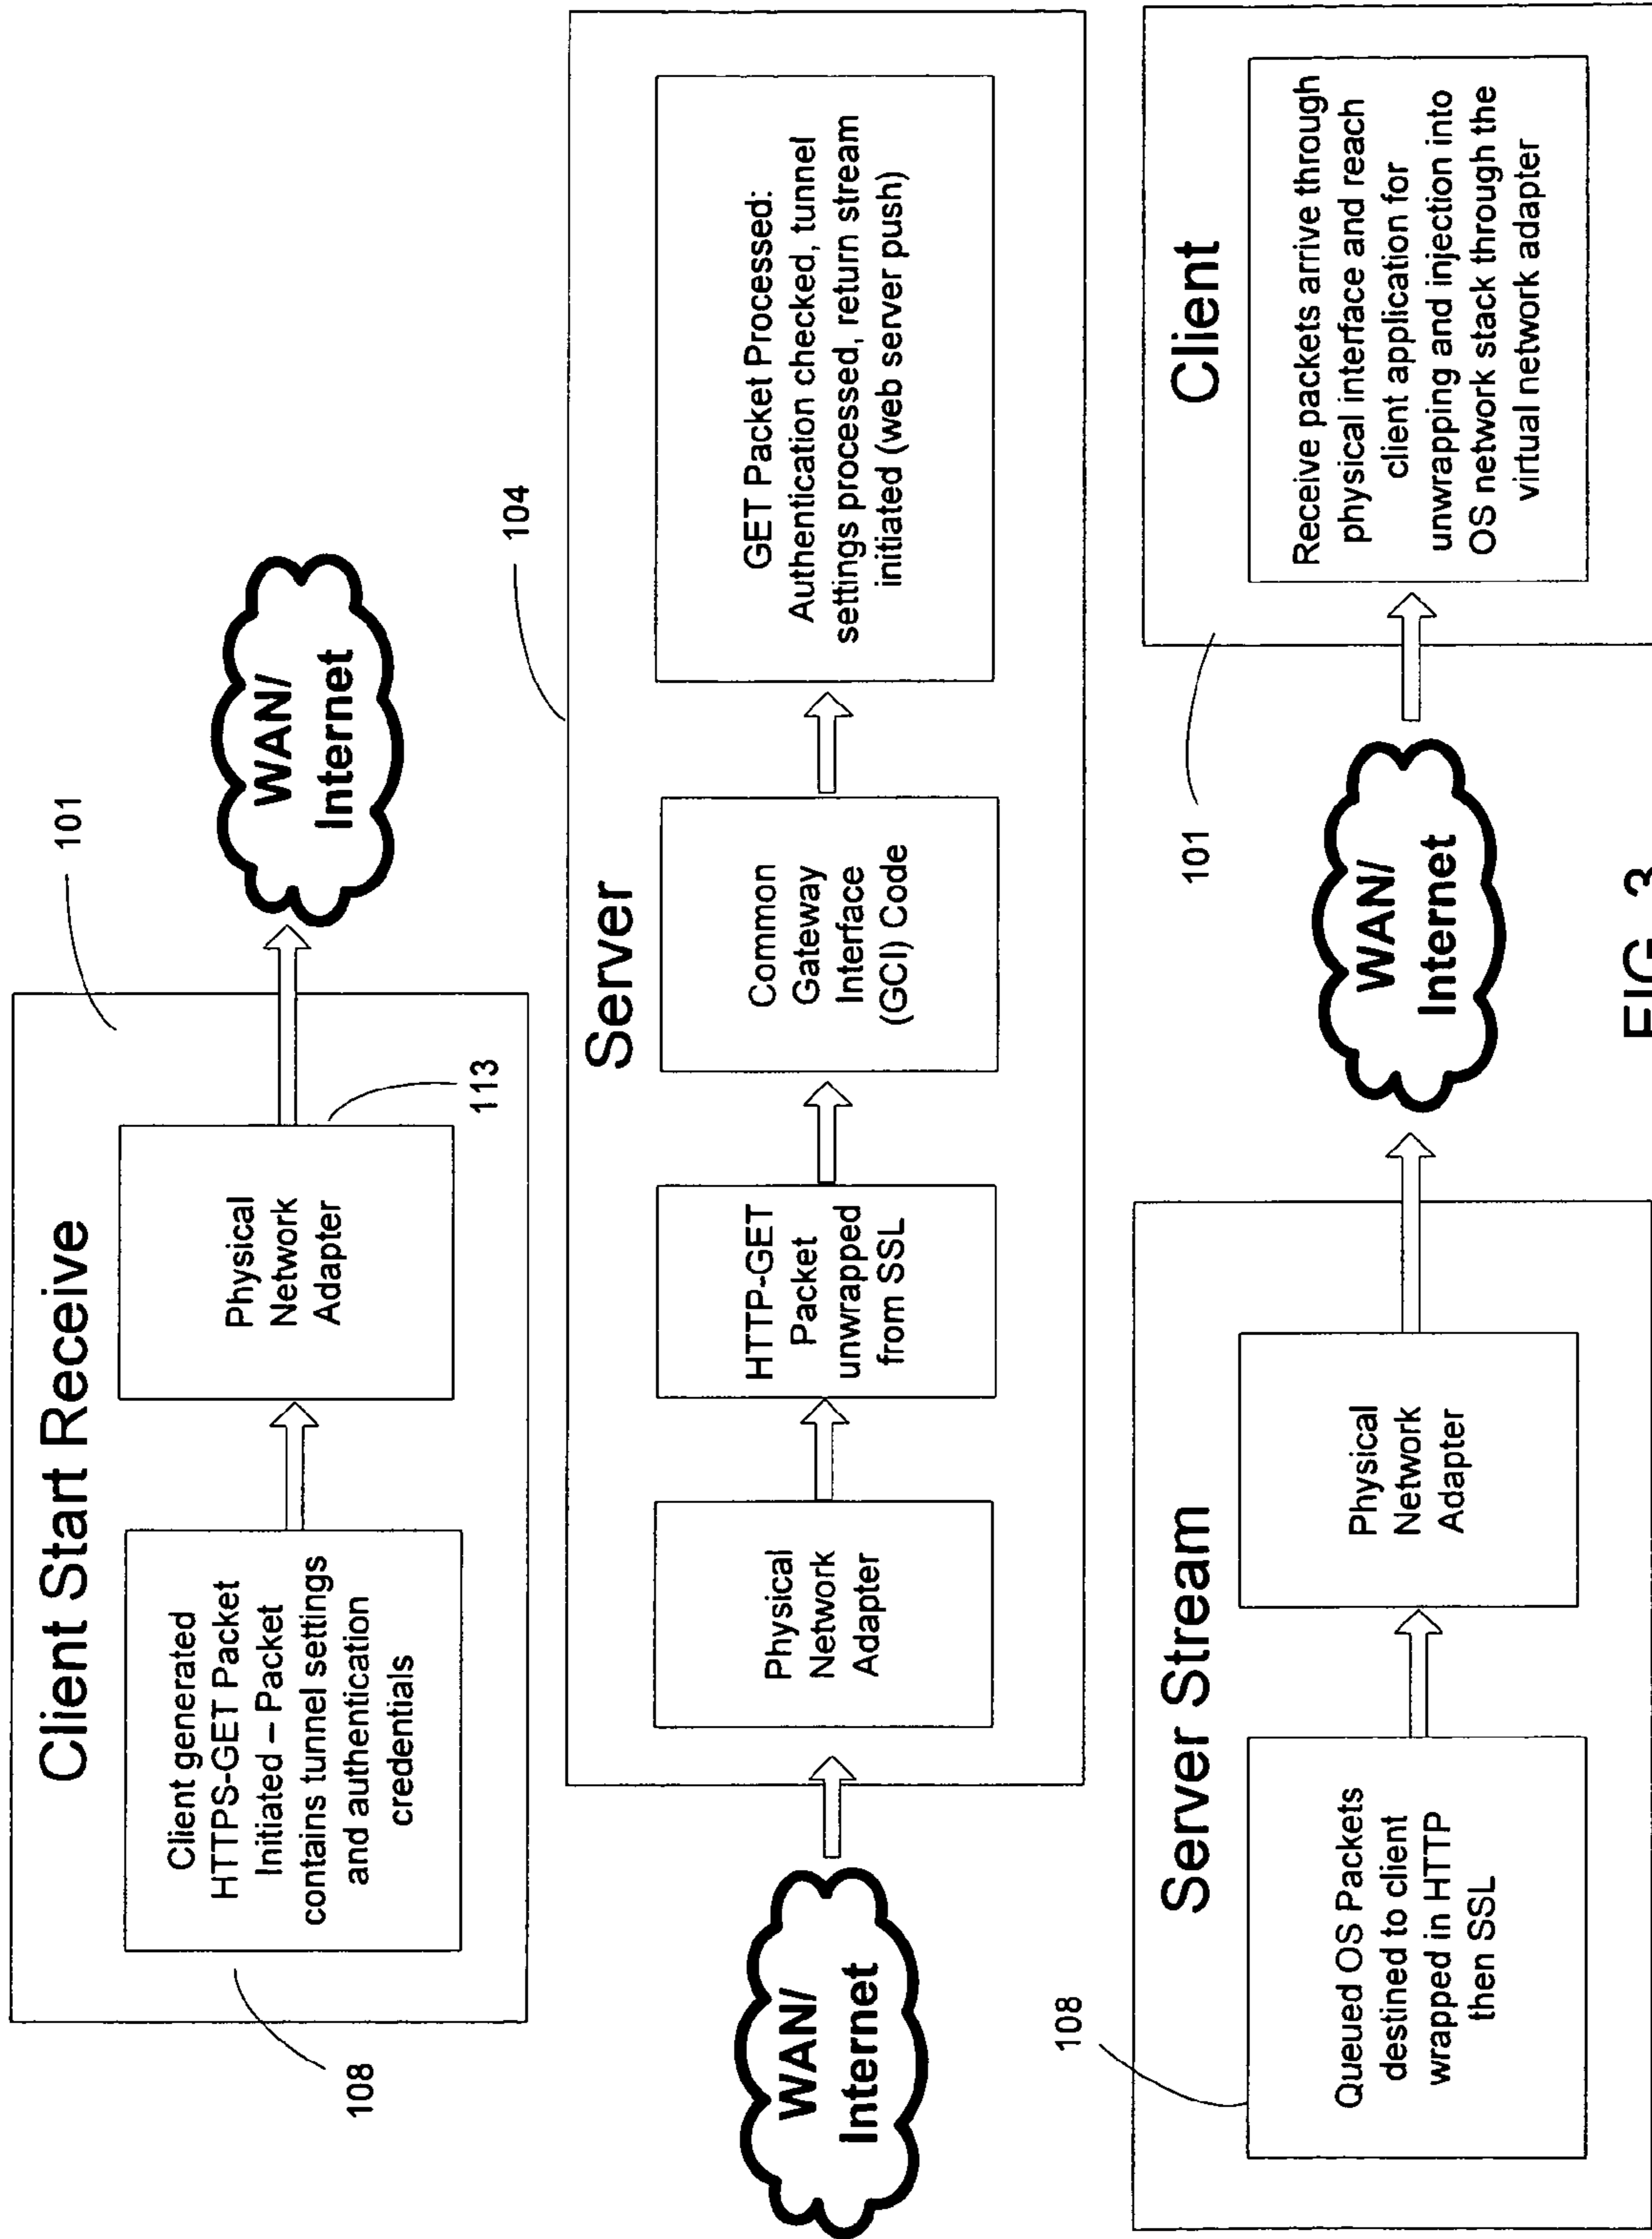 Client Start Receive
101
Client generated
HTTPS-GET Packet
Initiated – Packet
contains tunnel settings
and authentication
credentials
108
Physical
Network
Adapter
113
WAN/
Internet
WAN/
Internet
Server
104
Physical
Network
Adapter
HTTP-GET
Packet
unwrapped
from SSL
Common
Gateway
Interface
(GCI) Code
GET Packet Processed:
Authentication checked, tunnel
settings processed, return stream
initiated (web server push)
Server Stream
108
Queued OS Packets
destined to client
wrapped in HTTP
then SSL
Physical
Network
Adapter
WAN/
Internet
101
Client
Receive packets arrive through
physical interface and reach
client application for
unwrapping and injection into
OS network stack through the
virtual network adapter
FIG. 3